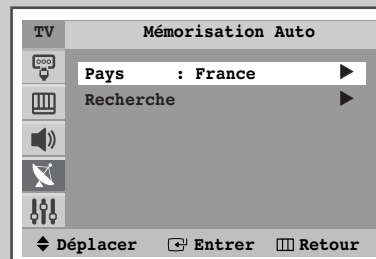 TV Mémorisation Auto
Pays : France
Recherche
Déplacer Entrer Retour